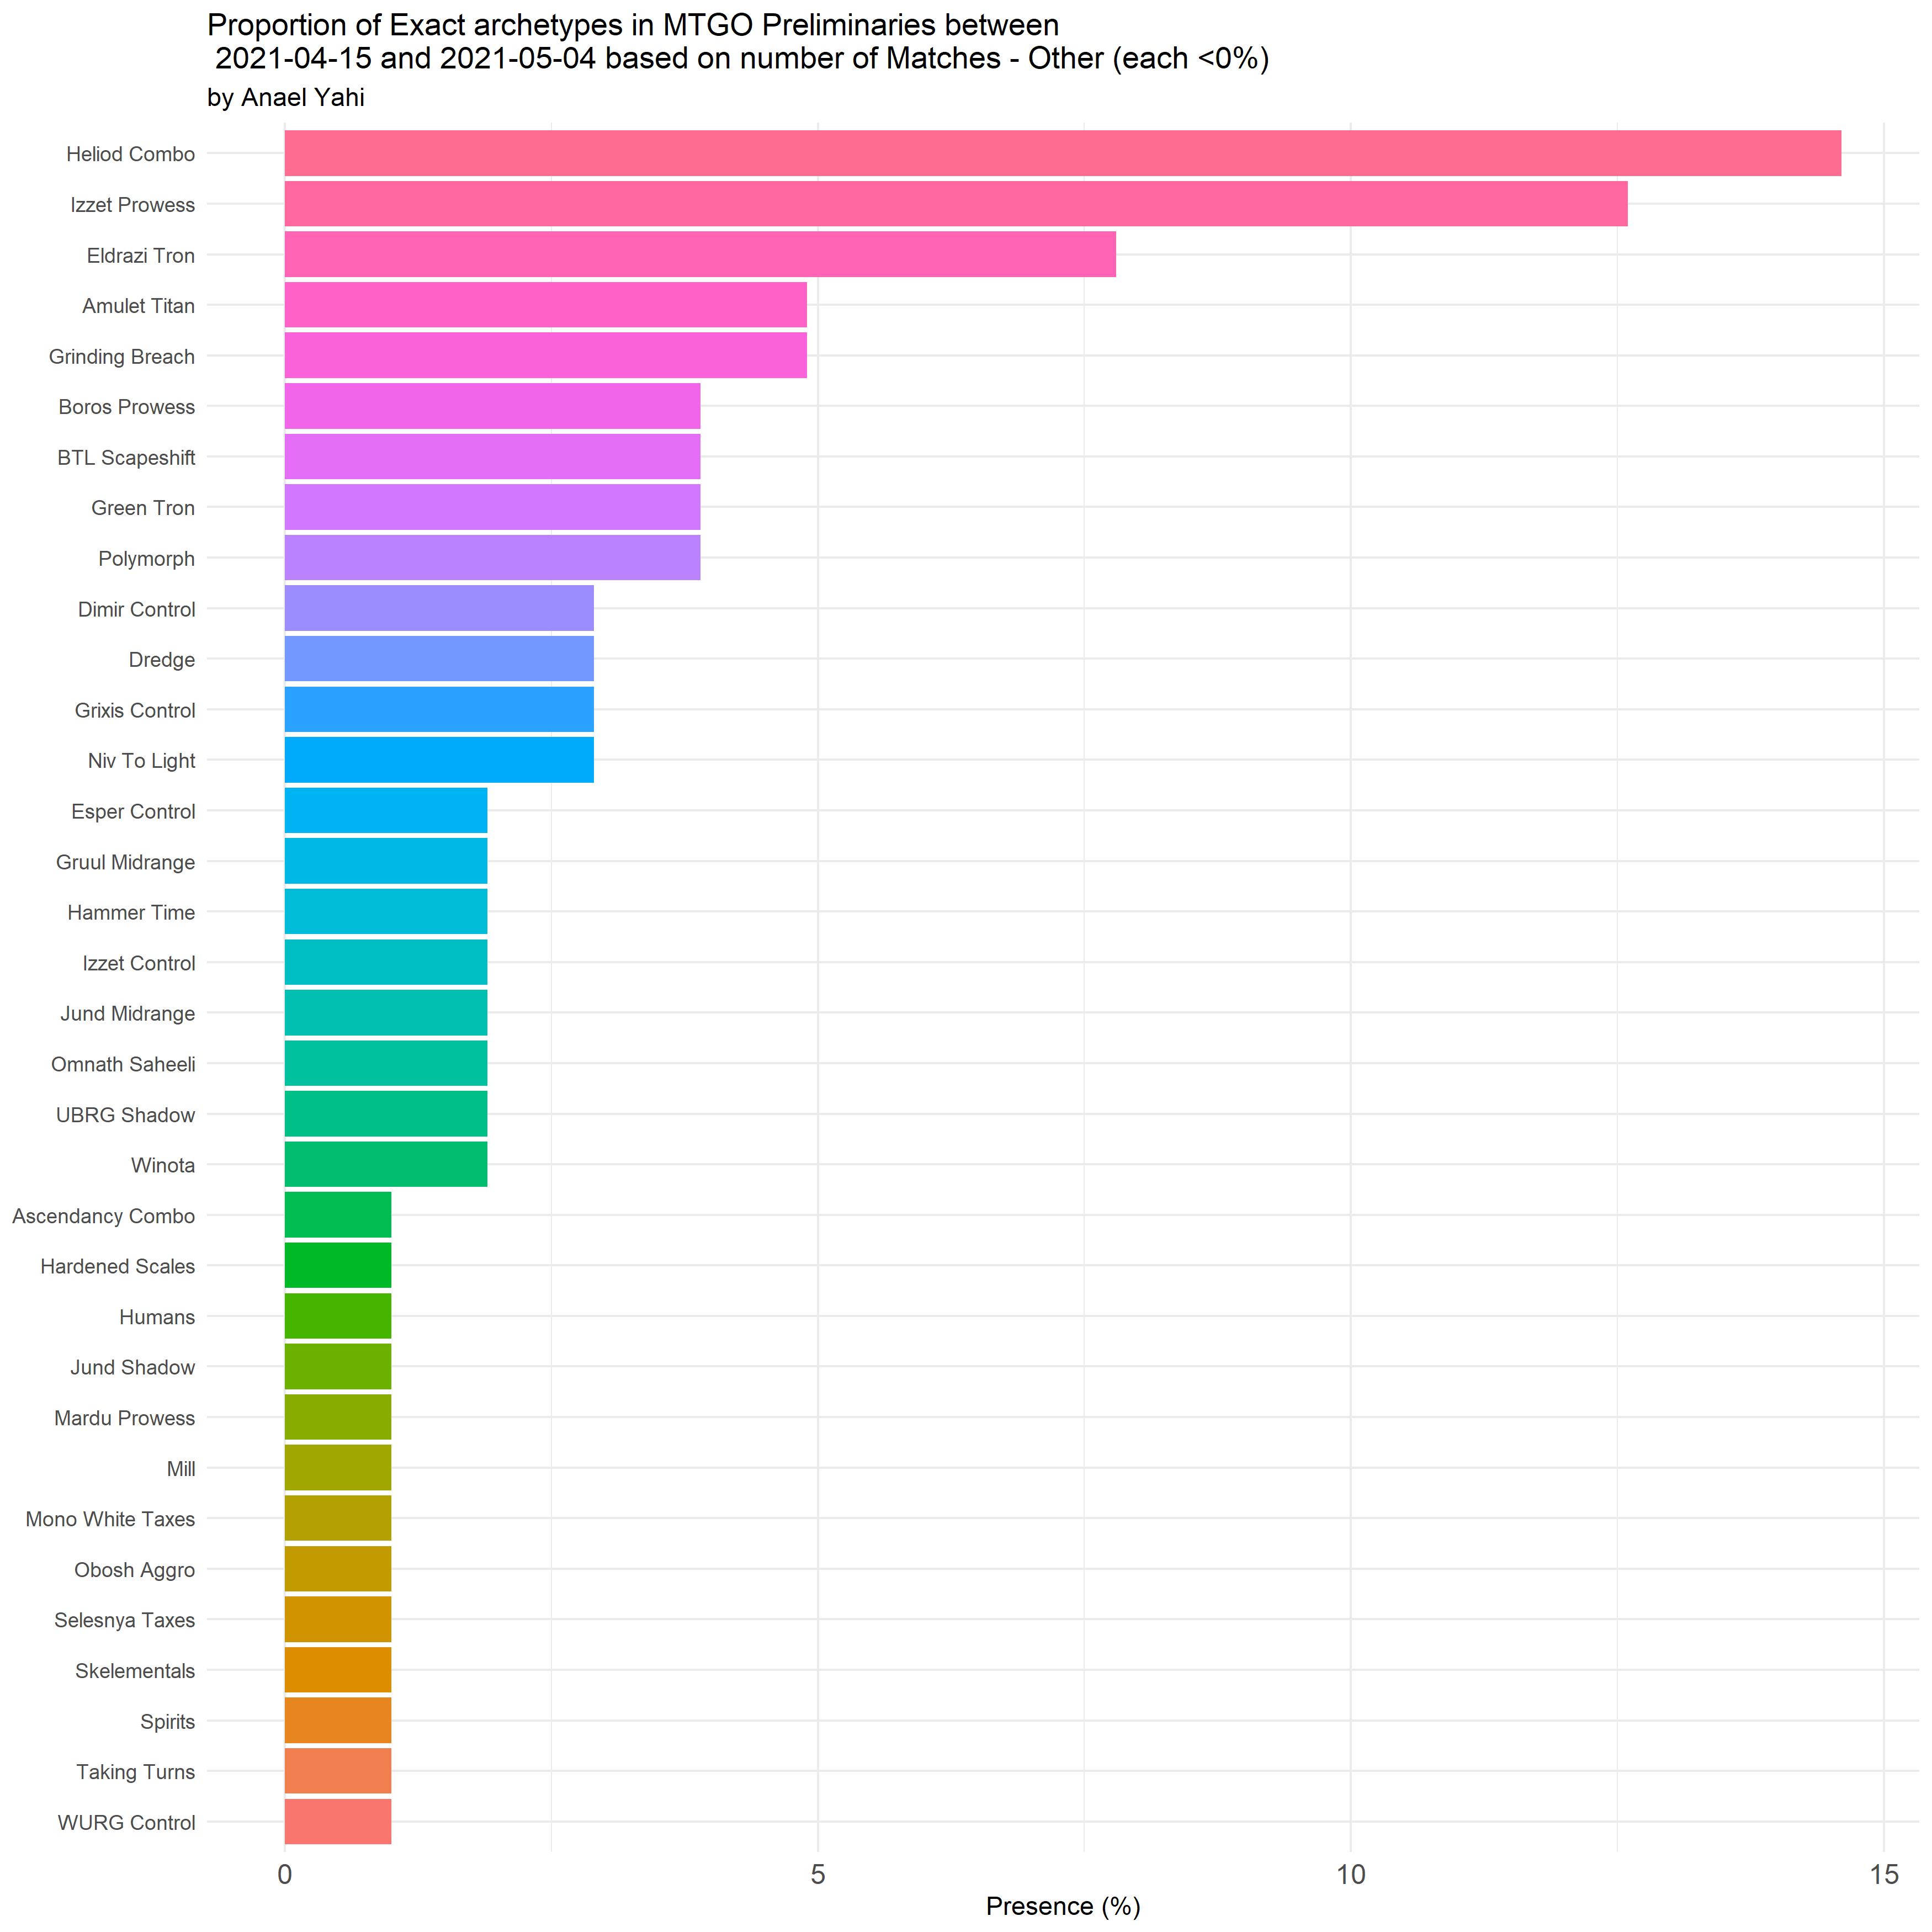 Proportion of Exact archetypes in MTGO Preliminaries between
2021-04-15 and 2021-05-04 based on number of Matches - Other (each <0%)
by Anael Yahi
Heliod Combo
Izzet Prowess
Eldrazi Tron
Amulet Titan
Grinding Breach
Boros Prowess
BTL Scapeshift
Green Tron
Polymorph
Dimir Control
Dredge
Grixis Control
Niv To Light
Esper Control
Gruul Midrange
Hammer Time
Izzet Control
Jund Midrange
Omnath Saheeli
UBRG Shadow
Winota
Ascendancy Combo
Hardened Scales
Humans
Jund Shadow
Mardu Prowess
Mill
Mono White Taxes
Obosh Aggro
Selesnya Taxes
Skelementals
Spirits
Taking Turns
WURG Control
0 5 10 15
Presence (%)